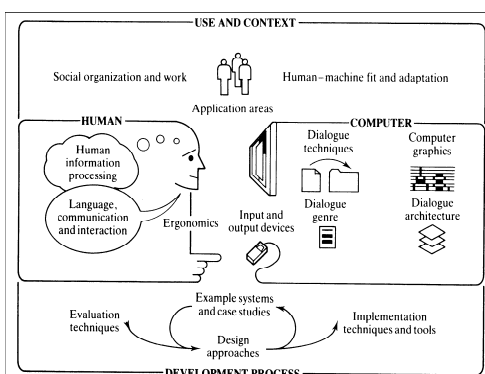 USE AND CONTEXT
Social organization and work
Human–machine fit and adaptation
Application areas
HUMAN
COMPUTER
Human
information
processing
Language,
communication
and interaction
Ergonomics
Dialogue
techniques
Computer
graphics
Input and
output devices
Dialogue
genre
Dialogue
architecture
Example systems
and case studies
Evaluation
techniques
Implementation
techniques and tools
Design
approaches
DEVELOPMENT PROCESS